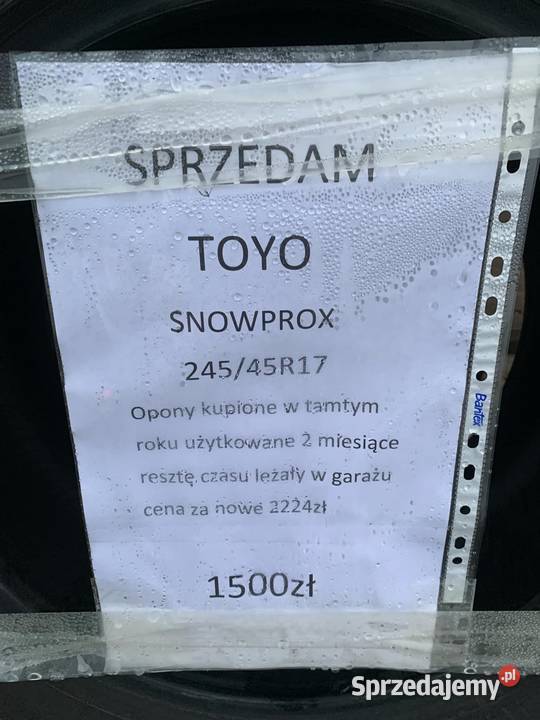 SPRZEDAM
TOYO
SNOWPROX
245/45R17
Opony kupione w tamtym
roku użytkowane 2 miesiące
resztę czasu leżały w garażu
cena za nowe 2224zł
1500zł
Bantex
Sprzedajemy.pl